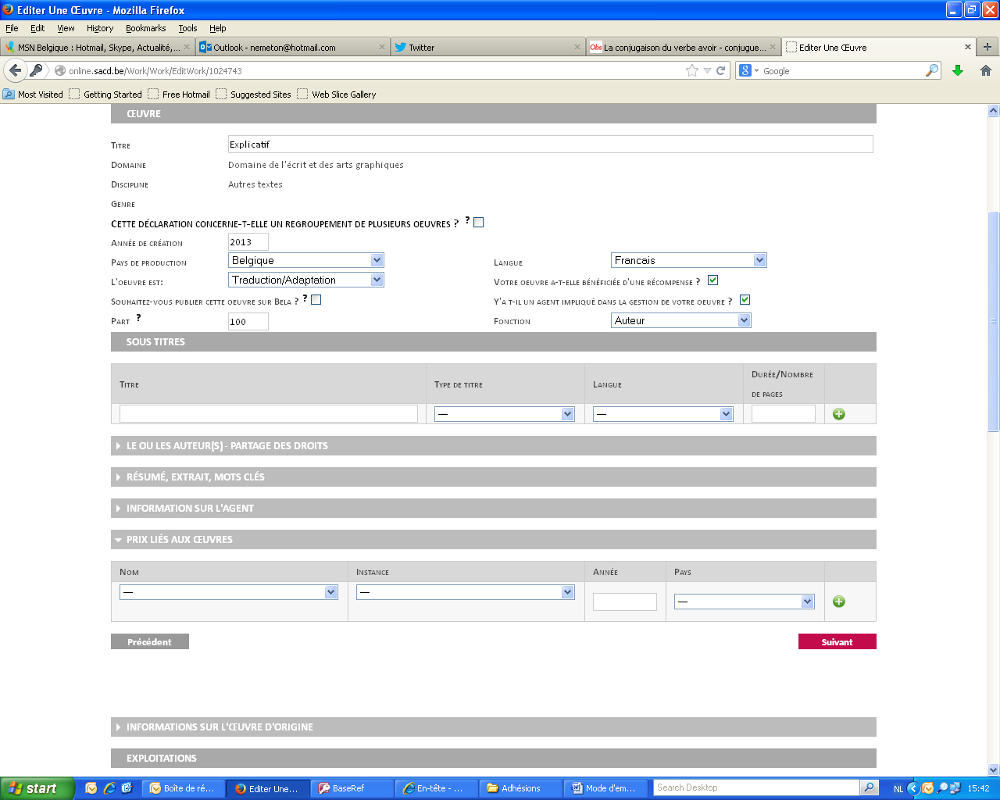 Editer Une Œuvre - Mozilla Firefox
File Edit View History Bookmarks Tools Help
MSN Belgique : Hotmail, Skype, Actualité,... Outlook - nemeton@hotmail.com Twitter Obs La conjugaison du verbe avoir - conjugue... Editer Une Œuvre
online.sacd.be/Work/Work/EditWork/1024743 Google
Most Visited Getting Started Free Hotmail Suggested Sites Web Slice Gallery
ŒUVRE
Titre Explicatif
Domaine Domaine de l'écrit et des arts graphiques
Discipline Autres textes
Genre
Cette déclaration concerne-t-elle un regroupement de plusieurs oeuvres ? ?
Année de création 2013
Pays de production Belgique Langue Francais
L'oeuvre est: Traduction/Adaptation Votre oeuvre a-t-elle bénéficiée d'une récompense ?
Souhaitez-vous publier cette oeuvre sur Bela ? ? Y'a t-il un agent impliqué dans la gestion de votre oeuvre ?
Part ? 100 Fonction Auteur
SOUS TITRES
Titre Type de titre Langue Durée/Nombre de pages
— —
LE OU LES AUTEUR(S) - PARTAGE DES DROITS
RÉSUMÉ, EXTRAIT, MOTS CLÉS
INFORMATION SUR L'AGENT
PRIX LIÉS AUX ŒUVRES
Nom Instance Année Pays
— — —
Précédent Suivant
INFORMATIONS SUR L'ŒUVRE D'ORIGINE
EXPLOITATIONS
start Boîte de ré... Editer Une... BaseRef En-tête - ... Adhésions Mode d'em... Search Desktop NL 15:42